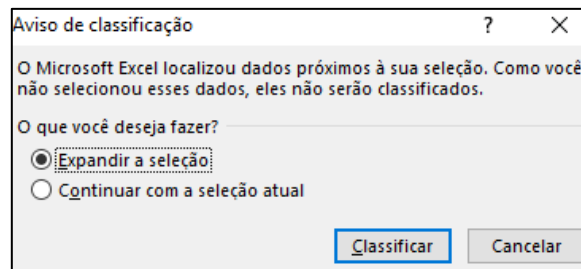 Aviso de classificação ? ×
O Microsoft Excel localizou dados próximos à sua seleção. Como você
não selecionou esses dados, eles não serão classificados.
O que você deseja fazer?
Expandir a seleção
Continuar com a seleção atual
Classificar Cancelar